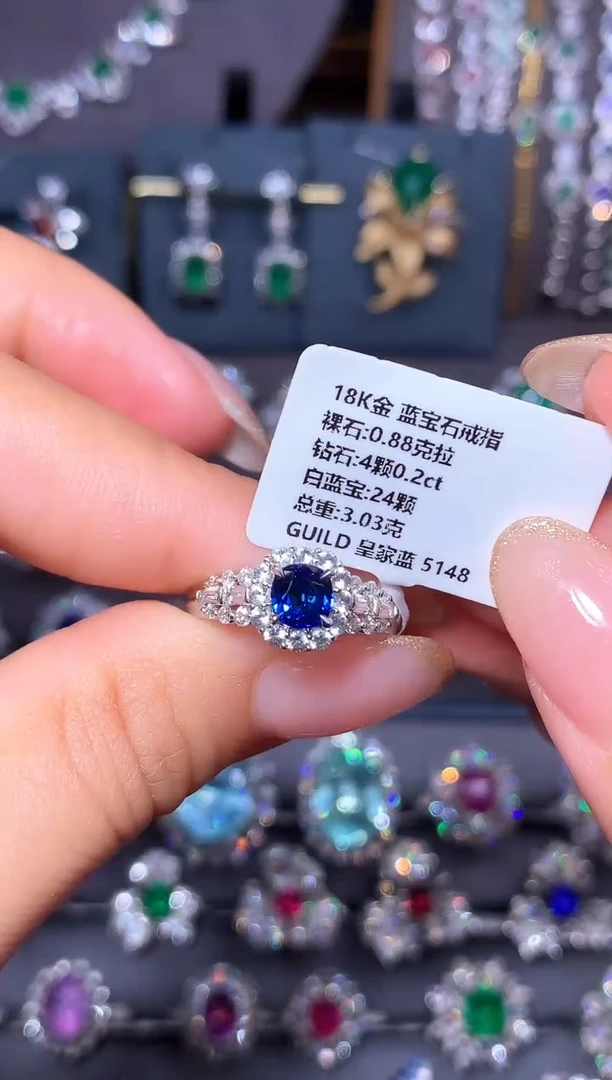 18K金 蓝宝石戒指
裸石:0.88克拉
钻石:4颗0.2ct
白蓝宝:24颗
总重:3.03克
GUILD 皇家蓝 5148